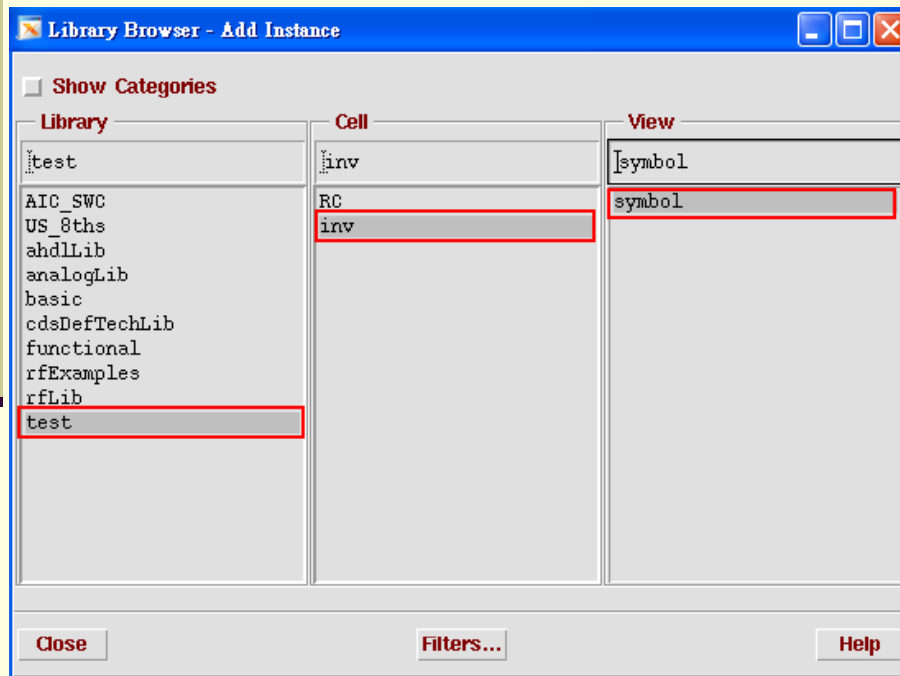 Library Browser - Add Instance
Show Categories
Library
Cell
View
test
inv
symbol
AIC_SWC
US_8ths
ahdlLib
analogLib
basic
cdsDefTechLib
functional
rfExamples
rfLib
test
RC
inv
symbol
Close
Filters...
Help